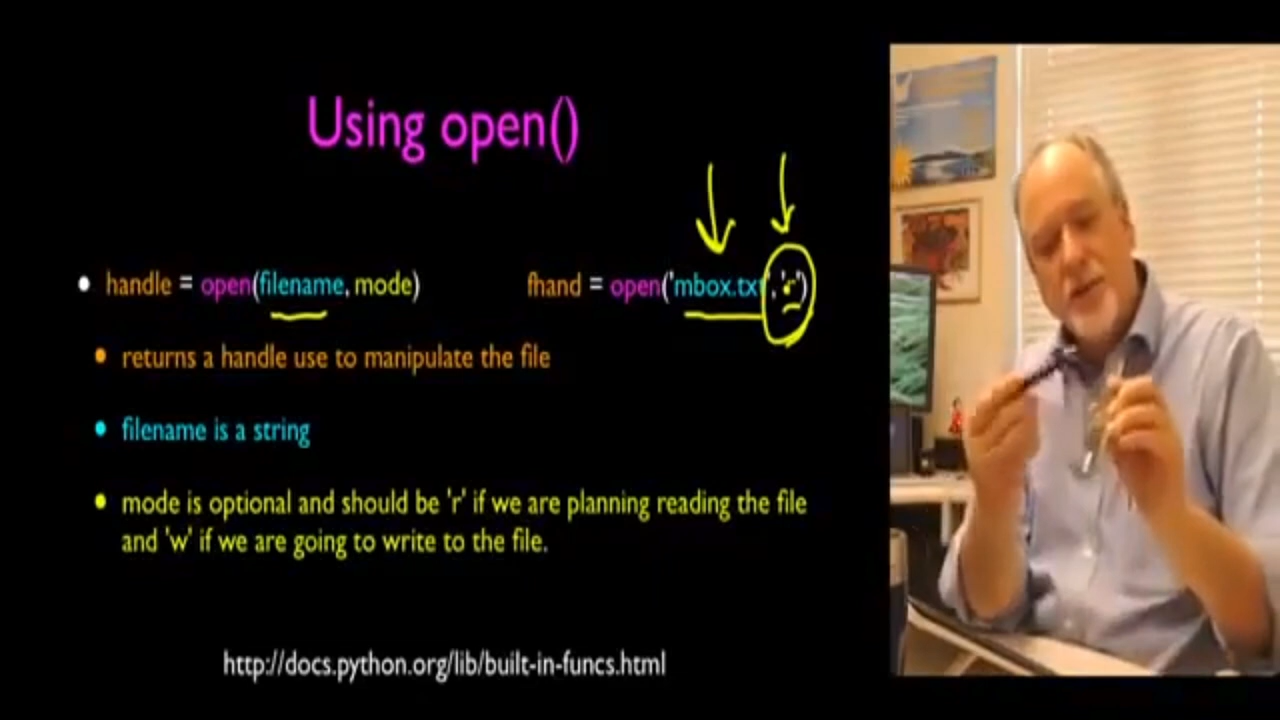 Using open()
handle = open(filename, mode)
fhand = open('mbox.txt', 'r')
returns a handle use to manipulate the file
filename is a string
mode is optional and should be 'r' if we are planning reading the file
and 'w' if we are going to write to the file.
http://docs.python.org/lib/built-in-funcs.html